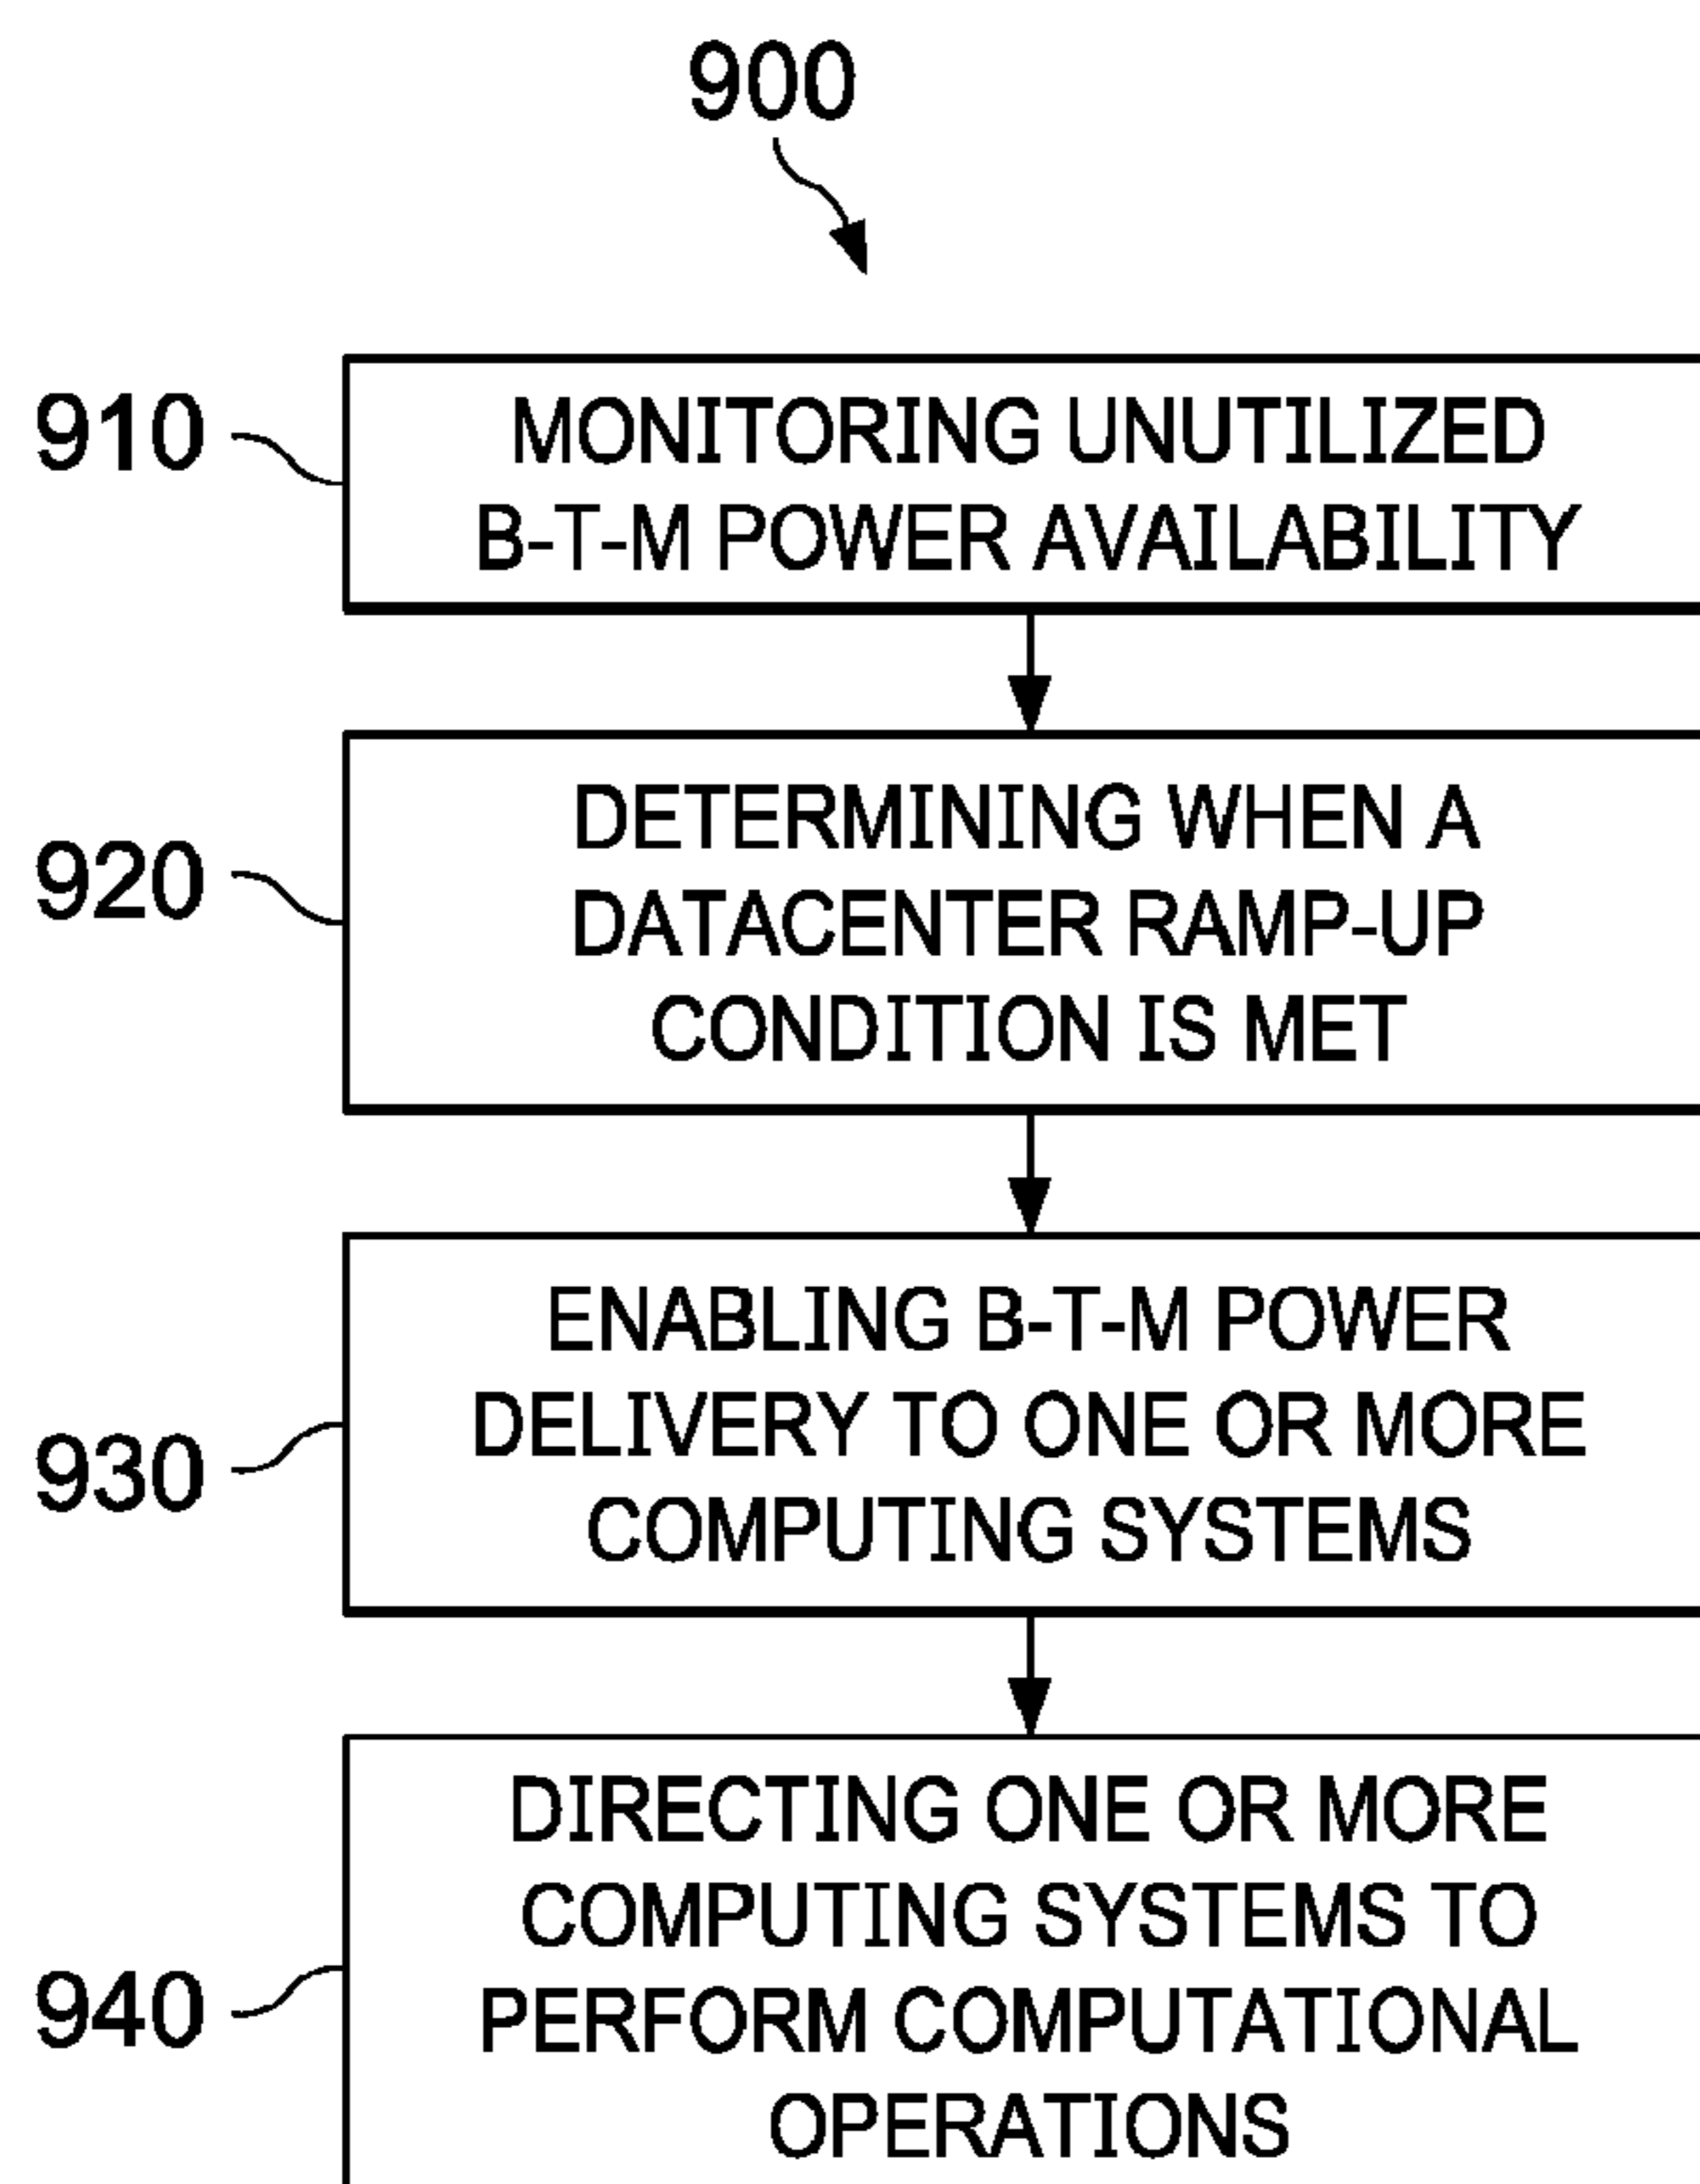 900
910
MONITORING UNUTILIZED
B-T-M POWER AVAILABILITY
920
DETERMINING WHEN A
DATACENTER RAMP-UP
CONDITION IS MET
930
ENABLING B-T-M POWER
DELIVERY TO ONE OR MORE
COMPUTING SYSTEMS
940
DIRECTING ONE OR MORE
COMPUTING SYSTEMS TO
PERFORM COMPUTATIONAL
OPERATIONS